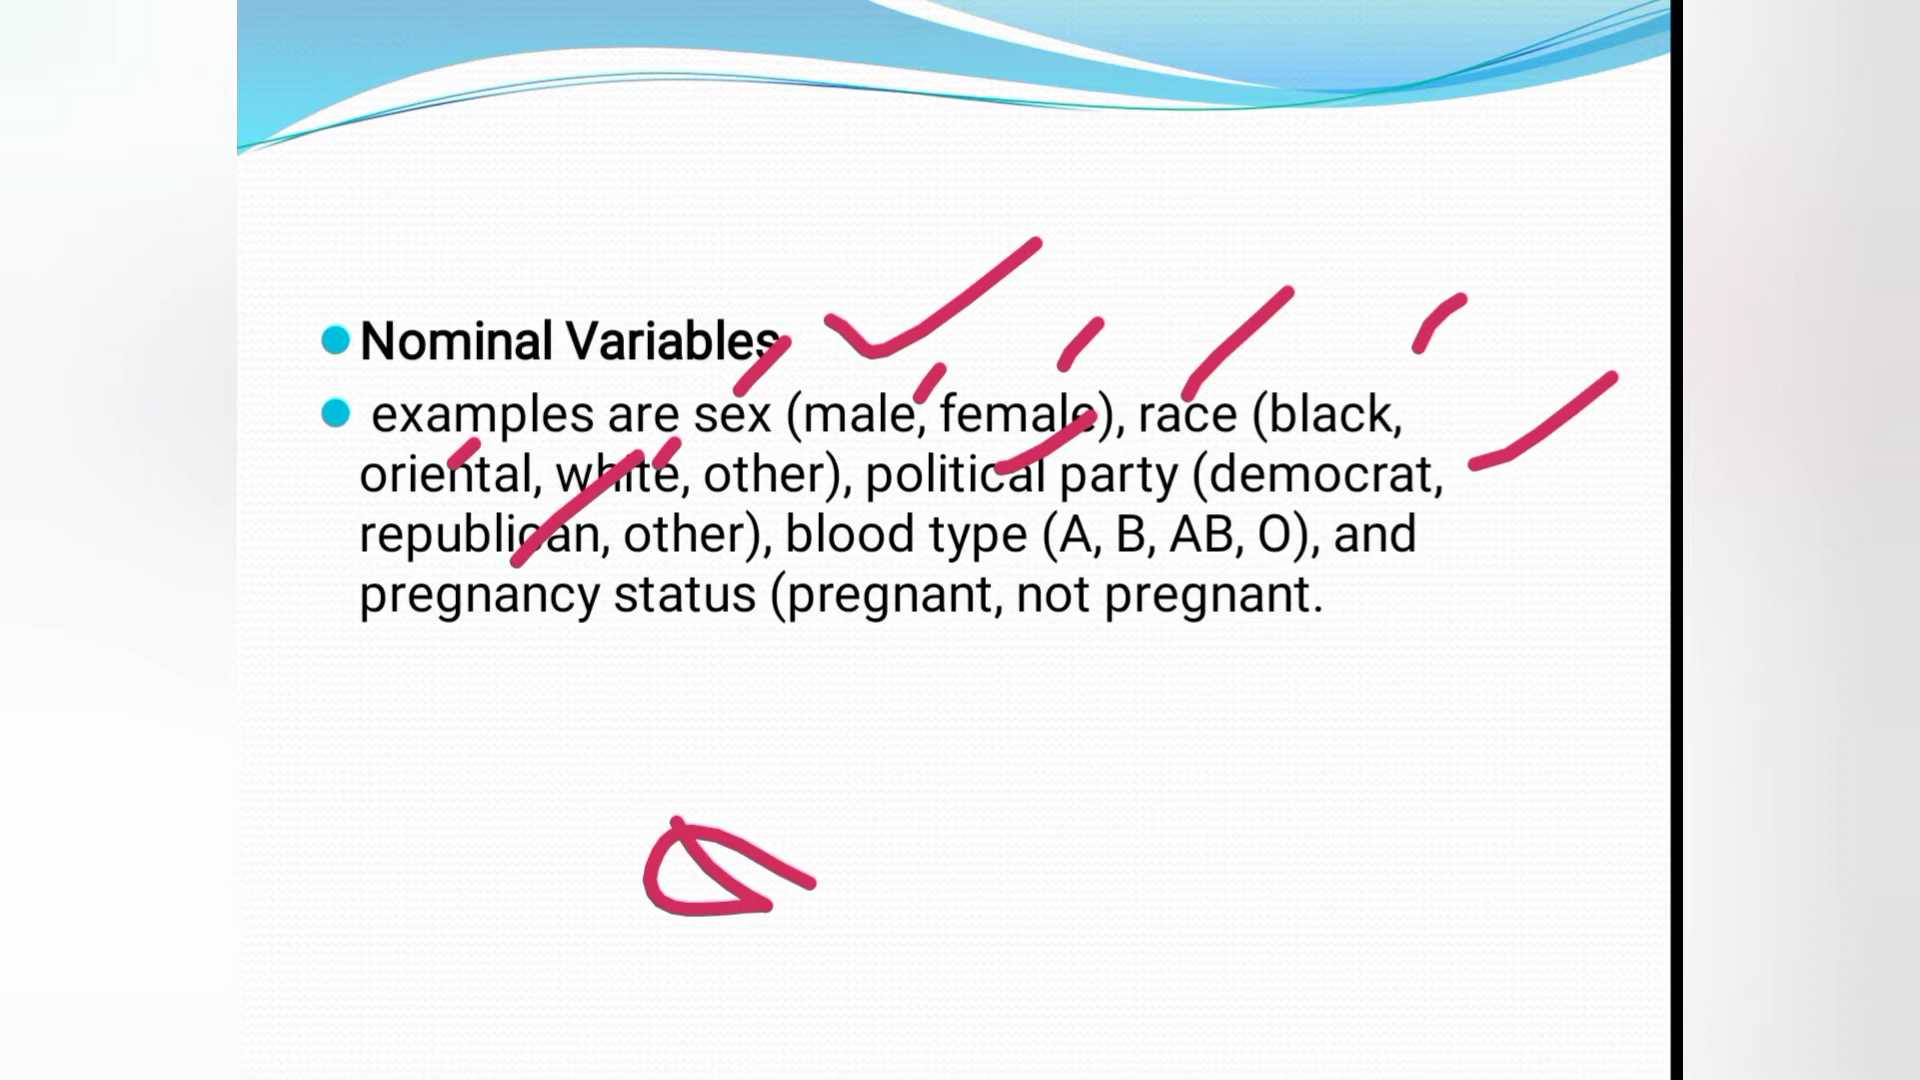 Nominal Variables
examples are sex (male, female), race (black,
oriental, white, other), political party (democrat,
republican, other), blood type (A, B, AB, O), and
pregnancy status (pregnant, not pregnant.